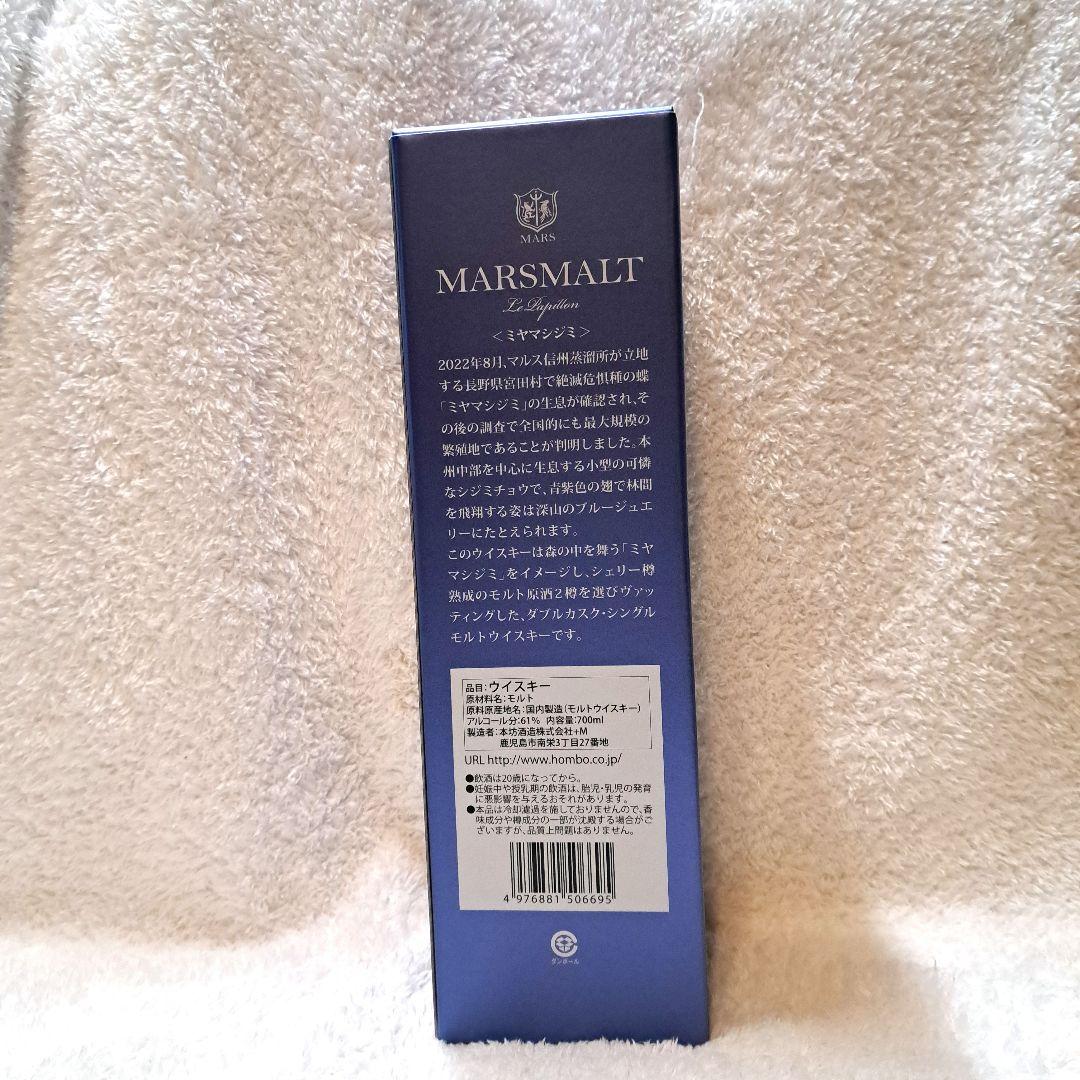 MARS
MARSMALT
Le Papillon
＜ミヤマシジミ＞
2022年8月、マルス信州蒸溜所が立地
する長野県宮田村で絶滅危惧種の蝶
「ミヤマシジミ」の生息が確認され、そ
の後の調査で全国的にも最大規模の
繁殖地であることが判明しました。本
州中部を中心に生息する小型の可憐
なシジミチョウで、青紫色の翅で林間
を飛翔する姿は深山のブルージュエ
リーにたとえられます。
このウイスキーは森の中を舞う「ミヤ
マシジミ」をイメージし、シェリー樽
熟成のモルト原酒2樽を選びヴァッ
ティングした、ダブルカスク・シングル
モルトウイスキーです。
品目：ウイスキー
原材料名：モルト
原料原産地名：国内製造（モルトウイスキー）
アルコール分：61% 内容量：700ml
製造者：本坊酒造株式会社+M
鹿児島市南栄3丁目27番地
URL http://www.hombo.co.jp/
●飲酒は20歳になってから。
●妊娠中や授乳期の飲酒は、胎児・乳児の発育
に悪影響を与えるおそれがあります。
●本品は冷却濾過を施しておりませんので、香
味成分や樽成分の一部が沈殿する場合がご
ざいますが、品質上問題はありません。
4 976881 506695
ダンボール